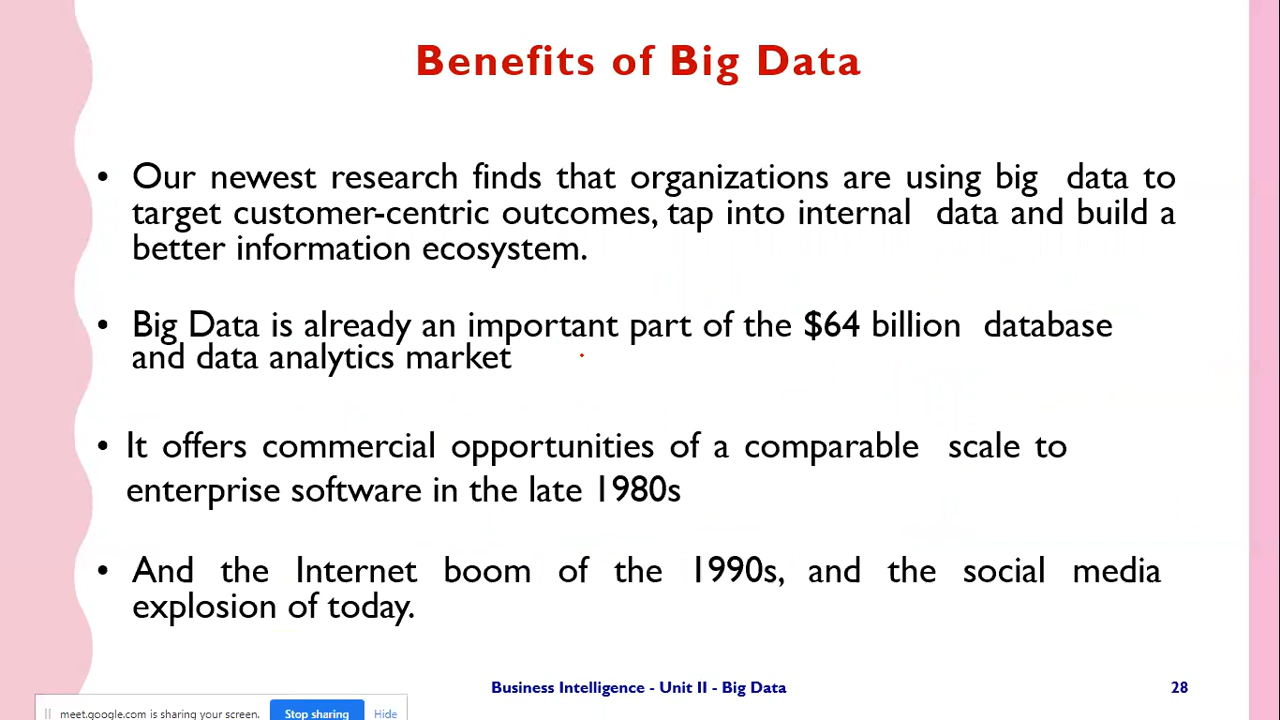 Benefits of Big Data
• Our newest research finds that organizations are using big data to
target customer-centric outcomes, tap into internal data and build a
better information ecosystem.
• Big Data is already an important part of the $64 billion database
and data analytics market
• It offers commercial opportunities of a comparable scale to
enterprise software in the late 1980s
• And the Internet boom of the 1990s, and the social media
explosion of today.
Business Intelligence - Unit II - Big Data 28
meet.google.com is sharing your screen. Stop sharing Hide